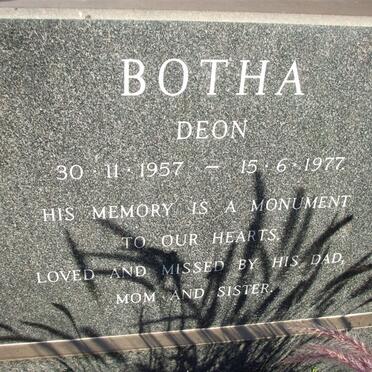 BOTHA
DEON
30 · 11 · 1957 – 15 · 6 · 1977
HIS MEMORY IS A MONUMENT
TO OUR HEARTS.
LOVED AND MISSED BY HIS DAD,
MOM AND SISTER.